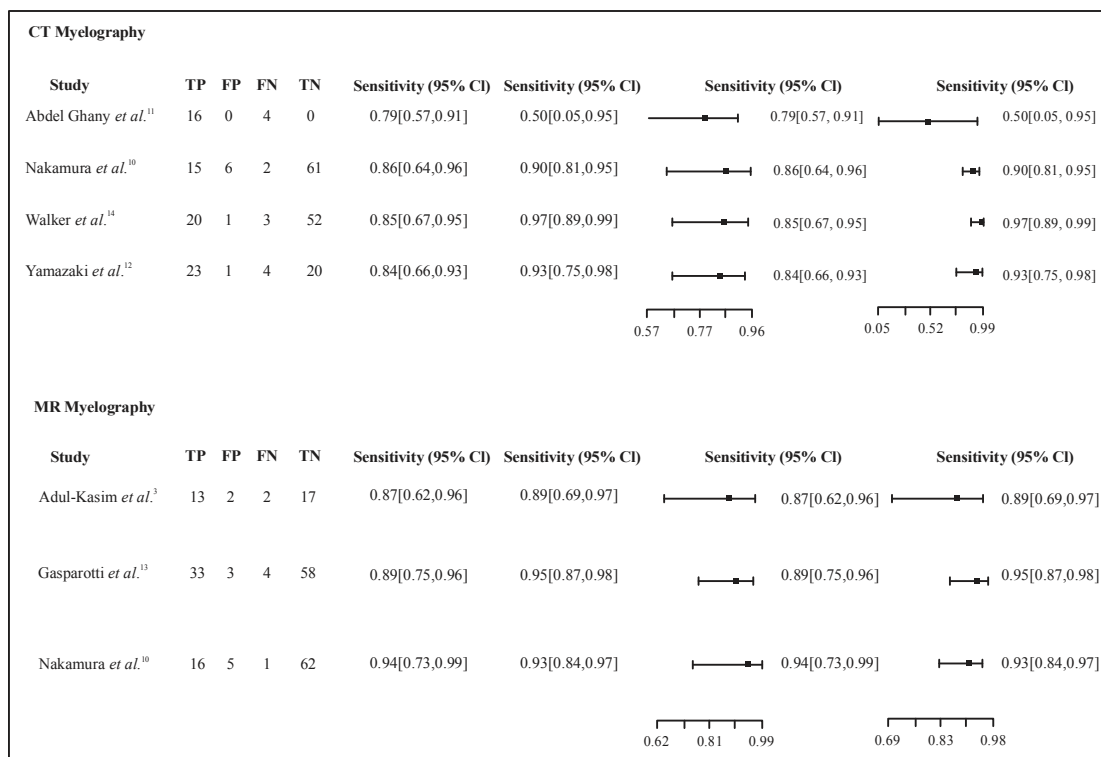 CT Myelography
Study TP FP FN TN Sensitivity (95% CI) Sensitivity (95% CI) Sensitivity (95% CI) Sensitivity (95% CI)
Abdel Ghany et al.11 16 0 4 0 0.79[0.57,0.91] 0.50[0.05,0.95] 0.79[0.57, 0.91] 0.50[0.05, 0.95]
Nakamura et al.10 15 6 2 61 0.86[0.64,0.96] 0.90[0.81,0.95] 0.86[0.64, 0.96] 0.90[0.81, 0.95]
Walker et al.14 20 1 3 52 0.85[0.67,0.95] 0.97[0.89,0.99] 0.85[0.67, 0.95] 0.97[0.89, 0.99]
Yamazaki et al.12 23 1 4 20 0.84[0.66,0.93] 0.93[0.75,0.98] 0.84[0.66, 0.93] 0.93[0.75, 0.98]
0.57 0.77 0.96 0.05 0.52 0.99
MR Myelography
Study TP FP FN TN Sensitivity (95% CI) Sensitivity (95% CI) Sensitivity (95% CI) Sensitivity (95% CI)
Adul-Kasim et al.3 13 2 2 17 0.87[0.62,0.96] 0.89[0.69,0.97] 0.87[0.62,0.96] 0.89[0.69,0.97]
Gasparotti et al.13 33 3 4 58 0.89[0.75,0.96] 0.95[0.87,0.98] 0.89[0.75,0.96] 0.95[0.87,0.98]
Nakamura et al.10 16 5 1 62 0.94[0.73,0.99] 0.93[0.84,0.97] 0.94[0.73,0.99] 0.93[0.84,0.97]
0.62 0.81 0.99 0.69 0.83 0.98